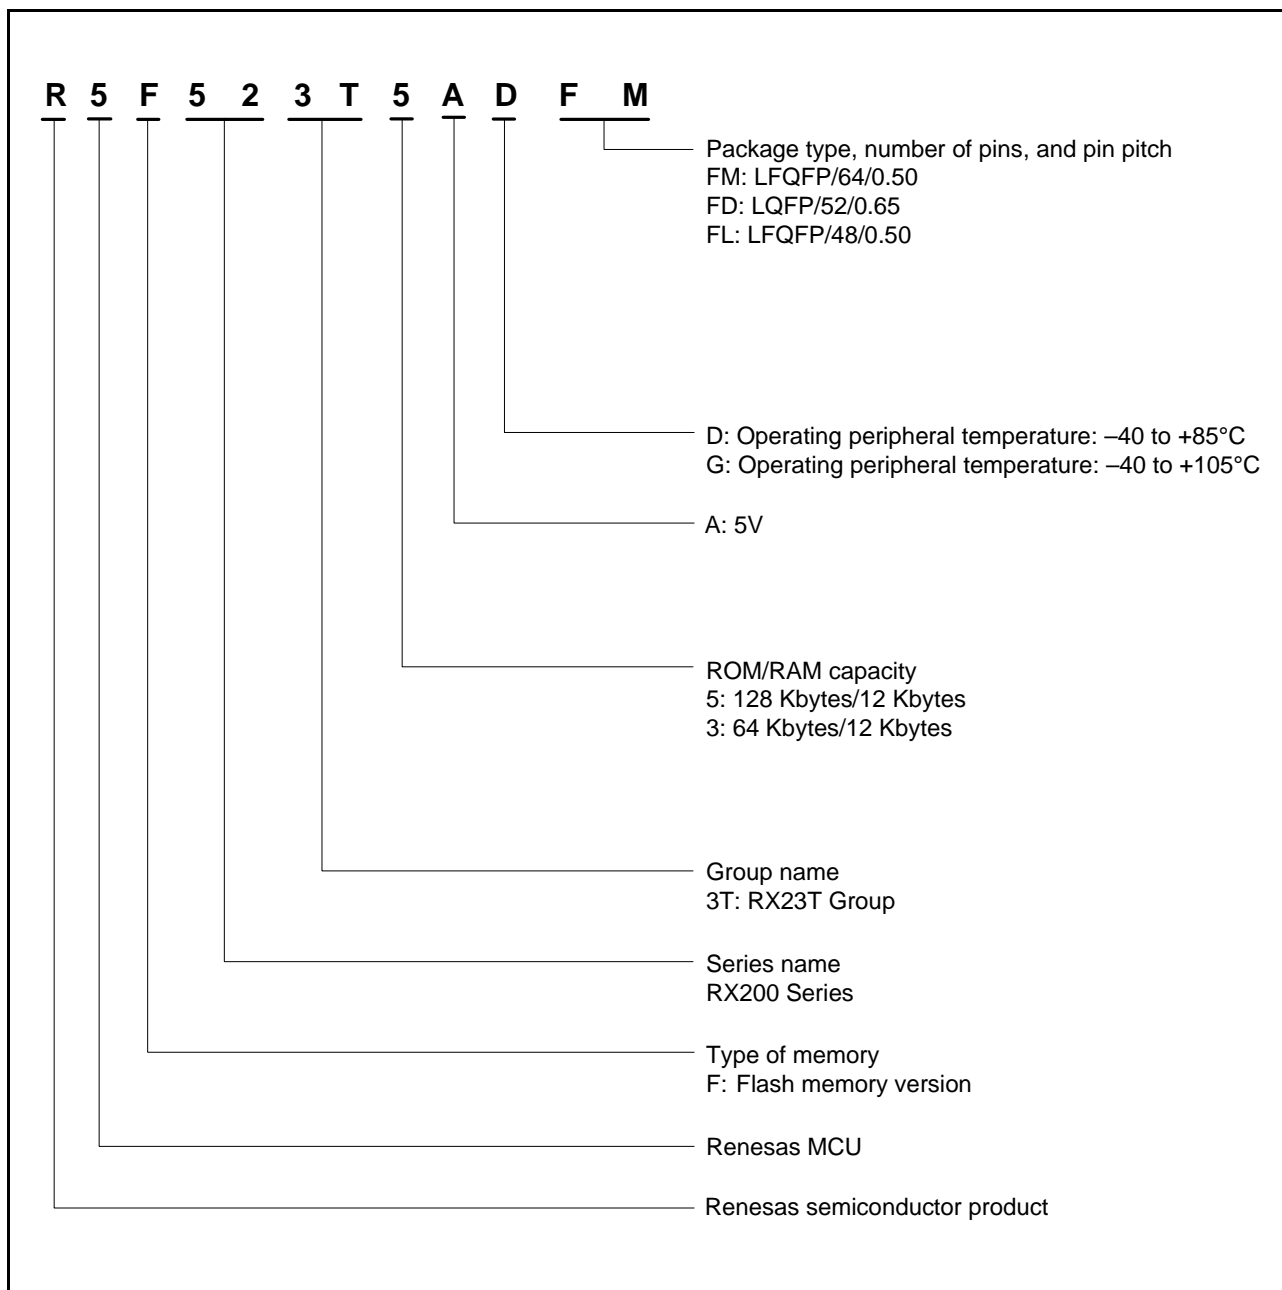 R 5 F 5 2 3 T 5 A D F M
Package type, number of pins, and pin pitch
FM: LFQFP/64/0.50
FD: LQFP/52/0.65
FL: LFQFP/48/0.50
D: Operating peripheral temperature: –40 to +85°C
G: Operating peripheral temperature: –40 to +105°C
A: 5V
ROM/RAM capacity
5: 128 Kbytes/12 Kbytes
3: 64 Kbytes/12 Kbytes
Group name
3T: RX23T Group
Series name
RX200 Series
Type of memory
F: Flash memory version
Renesas MCU
Renesas semiconductor product